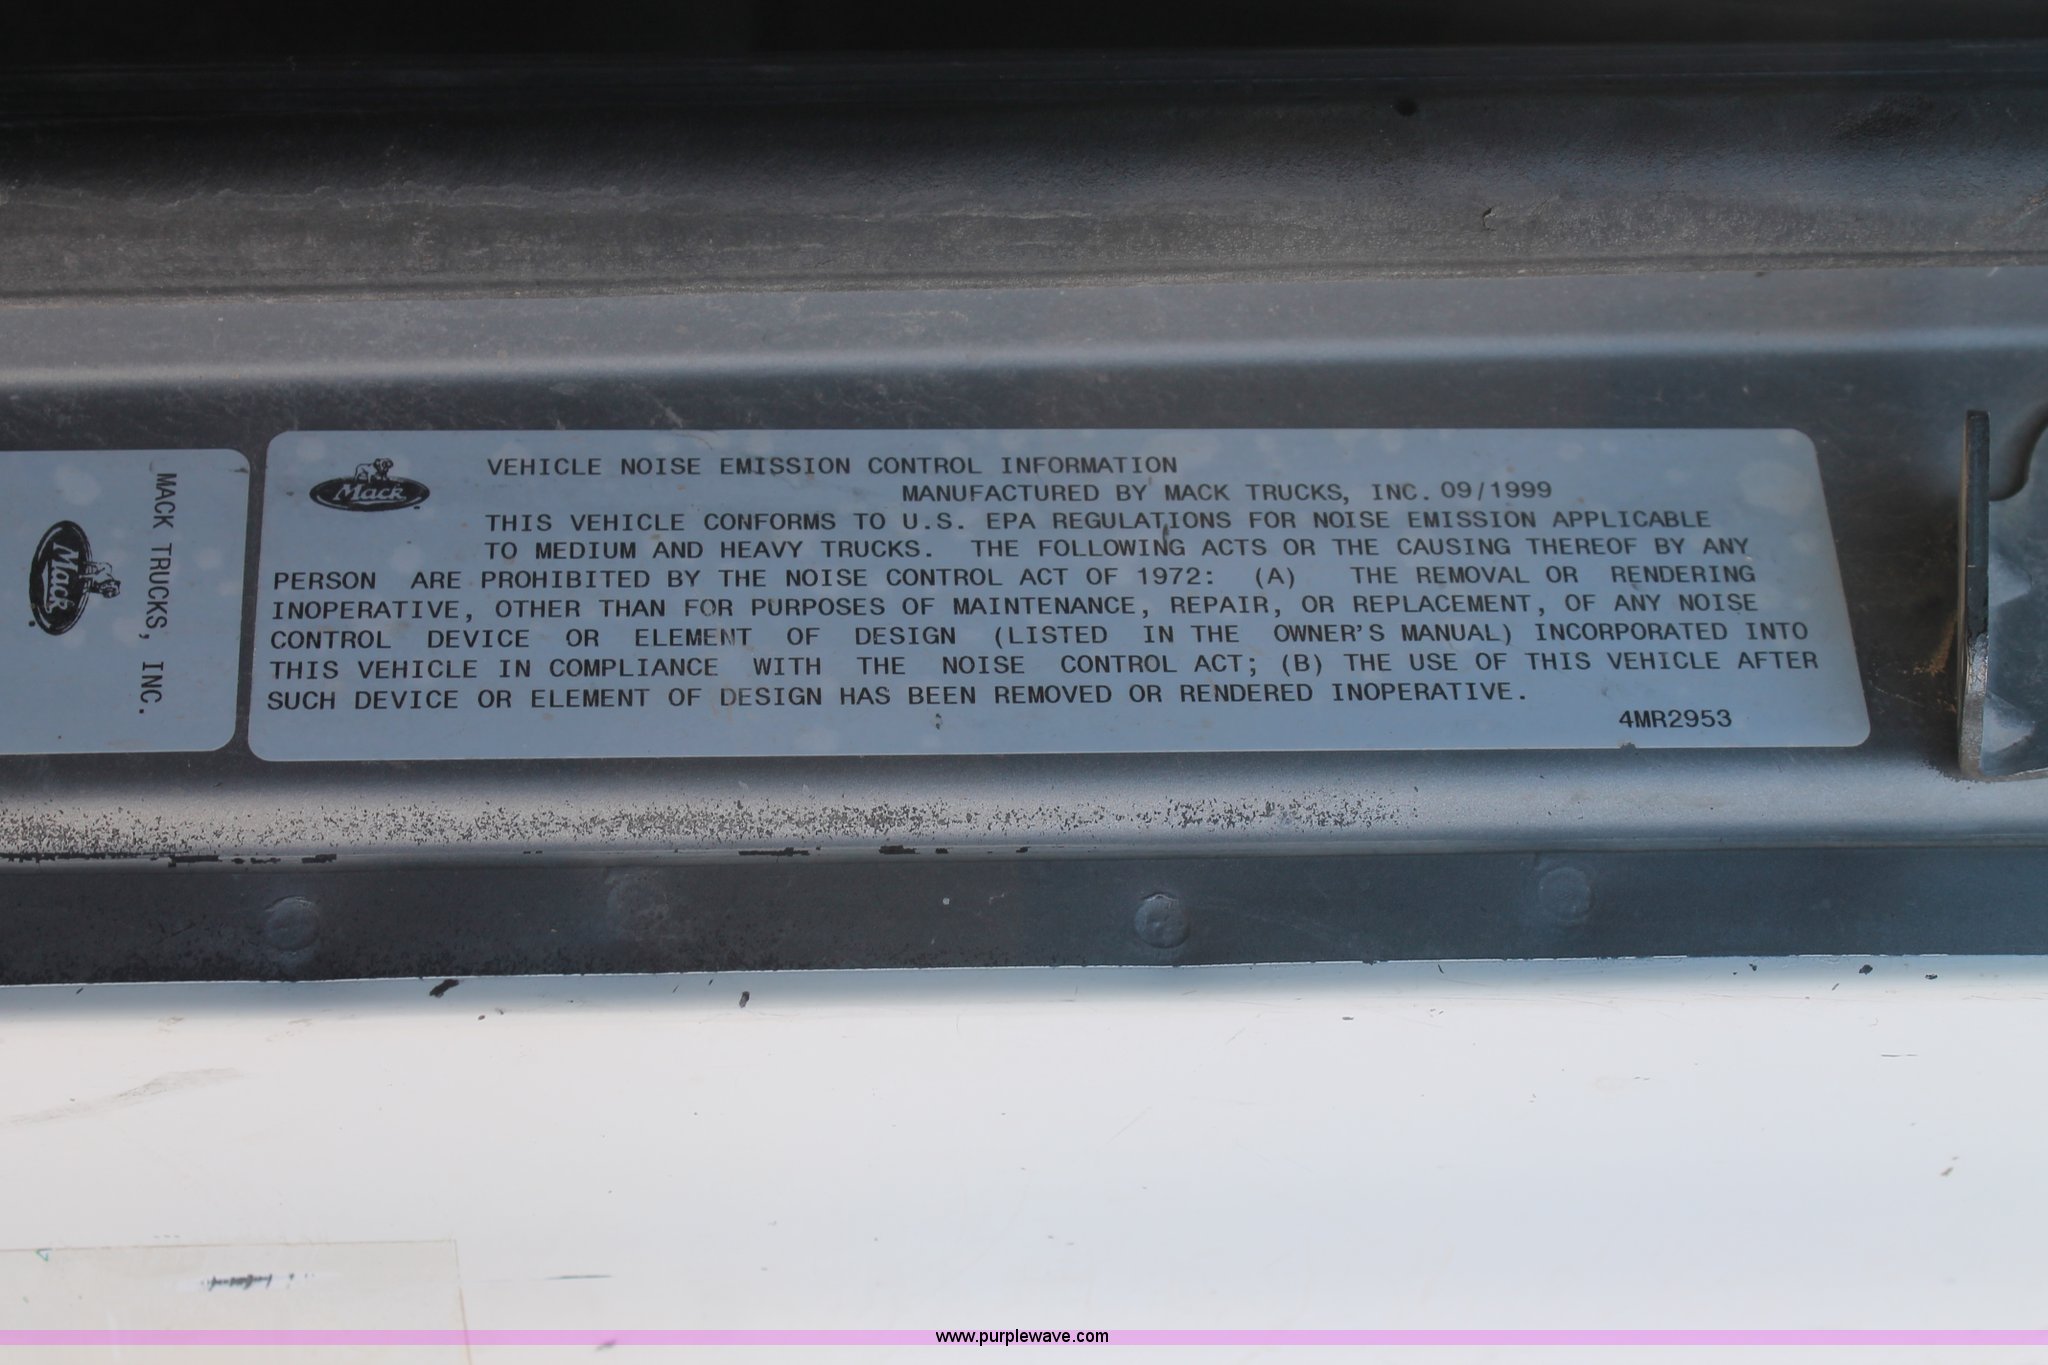 Mack
VEHICLE NOISE EMISSION CONTROL INFORMATION
MANUFACTURED BY MACK TRUCKS, INC. 09/1999
THIS VEHICLE CONFORMS TO U.S. EPA REGULATIONS FOR NOISE EMISSION APPLICABLE
TO MEDIUM AND HEAVY TRUCKS. THE FOLLOWING ACTS OR THE CAUSING THEREOF BY ANY
PERSON ARE PROHIBITED BY THE NOISE CONTROL ACT OF 1972: (A) THE REMOVAL OR RENDERING
INOPERATIVE, OTHER THAN FOR PURPOSES OF MAINTENANCE, REPAIR, OR REPLACEMENT, OF ANY NOISE
CONTROL DEVICE OR ELEMENT OF DESIGN (LISTED IN THE OWNER'S MANUAL) INCORPORATED INTO
THIS VEHICLE IN COMPLIANCE WITH THE NOISE CONTROL ACT; (B) THE USE OF THIS VEHICLE AFTER
SUCH DEVICE OR ELEMENT OF DESIGN HAS BEEN REMOVED OR RENDERED INOPERATIVE.
4MR2953
MACK TRUCKS, INC.
Mack
www.purplewave.com